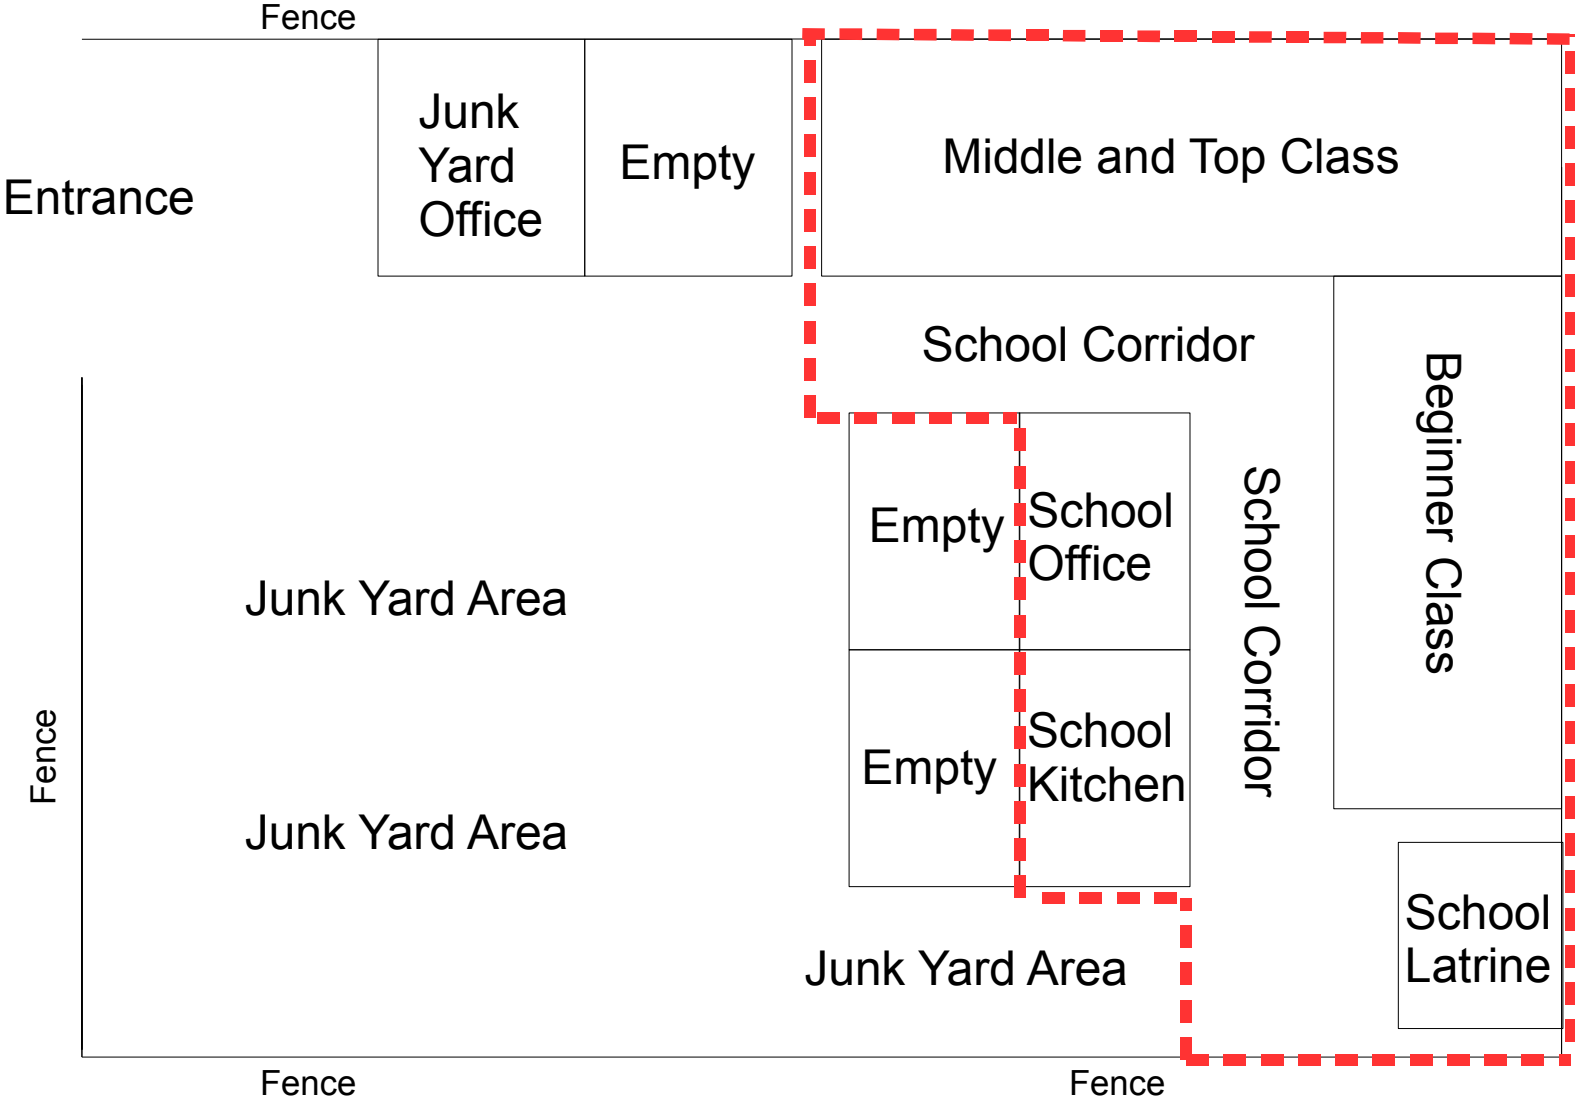 Fence
Junk
Yard
Office
Empty
Middle and Top Class
Entrance
School Corridor
Beginner Class
School Corridor
Empty
School
Office
Junk Yard Area
Fence
Empty
School
Kitchen
Junk Yard Area
School
Latrine
Junk Yard Area
Fence
Fence